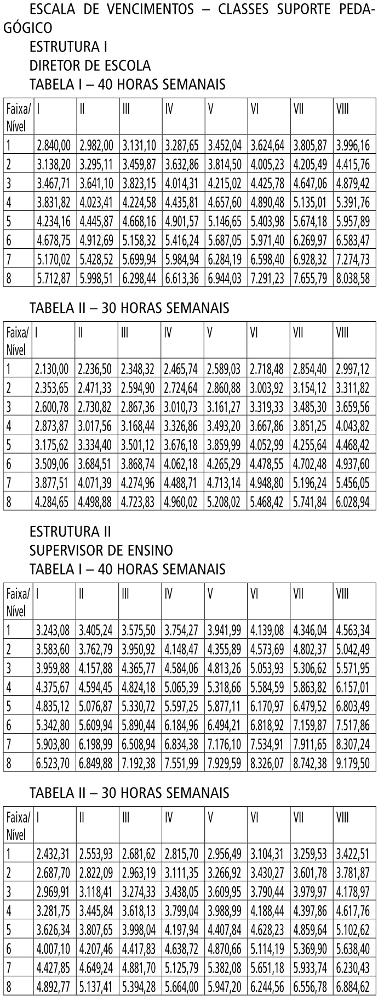 ESCALA DE VENCIMENTOS – CLASSES SUPORTE PEDA-
GÓGICO
ESTRUTURA I
DIRETOR DE ESCOLA
TABELA I – 40 HORAS SEMANAIS
Faixa/ I II III IV V VI VII VIII
Nível
1 2.840,00 2.982,00 3.131,10 3.287,65 3.452,04 3.624,64 3.805,87 3.996,16
2 3.138,20 3.295,11 3.459,87 3.632,86 3.814,50 4.005,23 4.205,49 4.415,76
3 3.467,71 3.641,10 3.823,15 4.014,31 4.215,02 4.425,78 4.647,06 4.879,42
4 3.831,82 4.023,41 4.224,58 4.435,81 4.657,60 4.890,48 5.135,01 5.391,76
5 4.234,16 4.445,87 4.668,16 4.901,57 5.146,65 5.403,98 5.674,18 5.957,89
6 4.678,75 4.912,69 5.158,32 5.416,24 5.687,05 5.971,40 6.269,97 6.583,47
7 5.170,02 5.428,52 5.699,94 5.984,94 6.284,19 6.598,40 6.928,32 7.274,73
8 5.712,87 5.998,51 6.298,44 6.613,36 6.944,03 7.291,23 7.655,79 8.038,58
TABELA II – 30 HORAS SEMANAIS
Faixa/ I II III IV V VI VII VIII
Nível
1 2.130,00 2.236,50 2.348,32 2.465,74 2.589,03 2.718,48 2.854,40 2.997,12
2 2.353,65 2.471,33 2.594,90 2.724,64 2.860,88 3.003,92 3.154,12 3.311,82
3 2.600,78 2.730,82 2.867,36 3.010,73 3.161,27 3.319,33 3.485,30 3.659,56
4 2.873,87 3.017,56 3.168,44 3.326,86 3.493,20 3.667,86 3.851,25 4.043,82
5 3.175,62 3.334,40 3.501,12 3.676,18 3.859,99 4.052,99 4.255,64 4.468,42
6 3.509,06 3.684,51 3.868,74 4.062,18 4.265,29 4.478,55 4.702,48 4.937,60
7 3.877,51 4.071,39 4.274,96 4.488,71 4.713,14 4.948,80 5.196,24 5.456,05
8 4.284,65 4.498,88 4.723,83 4.960,02 5.208,02 5.468,42 5.741,84 6.028,94
ESTRUTURA II
SUPERVISOR DE ENSINO
TABELA I – 40 HORAS SEMANAIS
Faixa/ I II III IV V VI VII VIII
Nível
1 3.243,08 3.405,24 3.575,50 3.754,27 3.941,99 4.139,08 4.346,04 4.563,34
2 3.583,60 3.762,79 3.950,92 4.148,47 4.355,89 4.573,69 4.802,37 5.042,49
3 3.959,88 4.157,88 4.365,77 4.584,06 4.813,26 5.053,93 5.306,62 5.571,95
4 4.375,67 4.594,45 4.824,18 5.065,39 5.318,66 5.584,59 5.863,82 6.157,01
5 4.835,12 5.076,87 5.330,72 5.597,25 5.877,11 6.170,97 6.479,52 6.803,49
6 5.342,80 5.609,94 5.890,44 6.184,96 6.494,21 6.818,92 7.159,87 7.517,86
7 5.903,80 6.198,99 6.508,94 6.834,38 7.176,10 7.534,91 7.911,65 8.307,24
8 6.523,70 6.849,88 7.192,38 7.551,99 7.929,59 8.326,07 8.742,38 9.179,50
TABELA II – 30 HORAS SEMANAIS
Faixa/ I II III IV V VI VII VIII
Nível
1 2.432,31 2.553,93 2.681,62 2.815,70 2.956,49 3.104,31 3.259,53 3.422,51
2 2.687,70 2.822,09 2.963,19 3.111,35 3.266,92 3.430,27 3.601,78 3.781,87
3 2.969,91 3.118,41 3.274,33 3.438,05 3.609,95 3.790,44 3.979,97 4.178,97
4 3.281,75 3.445,84 3.618,13 3.799,04 3.988,99 4.188,44 4.397,86 4.617,76
5 3.626,34 3.807,65 3.998,04 4.197,94 4.407,84 4.628,23 4.859,64 5.102,62
6 4.007,10 4.207,46 4.417,83 4.638,72 4.870,66 5.114,19 5.369,90 5.638,40
7 4.427,85 4.649,24 4.881,70 5.125,79 5.382,08 5.651,18 5.933,74 6.230,43
8 4.892,77 5.137,41 5.394,28 5.664,00 5.947,20 6.244,56 6.556,78 6.884,62